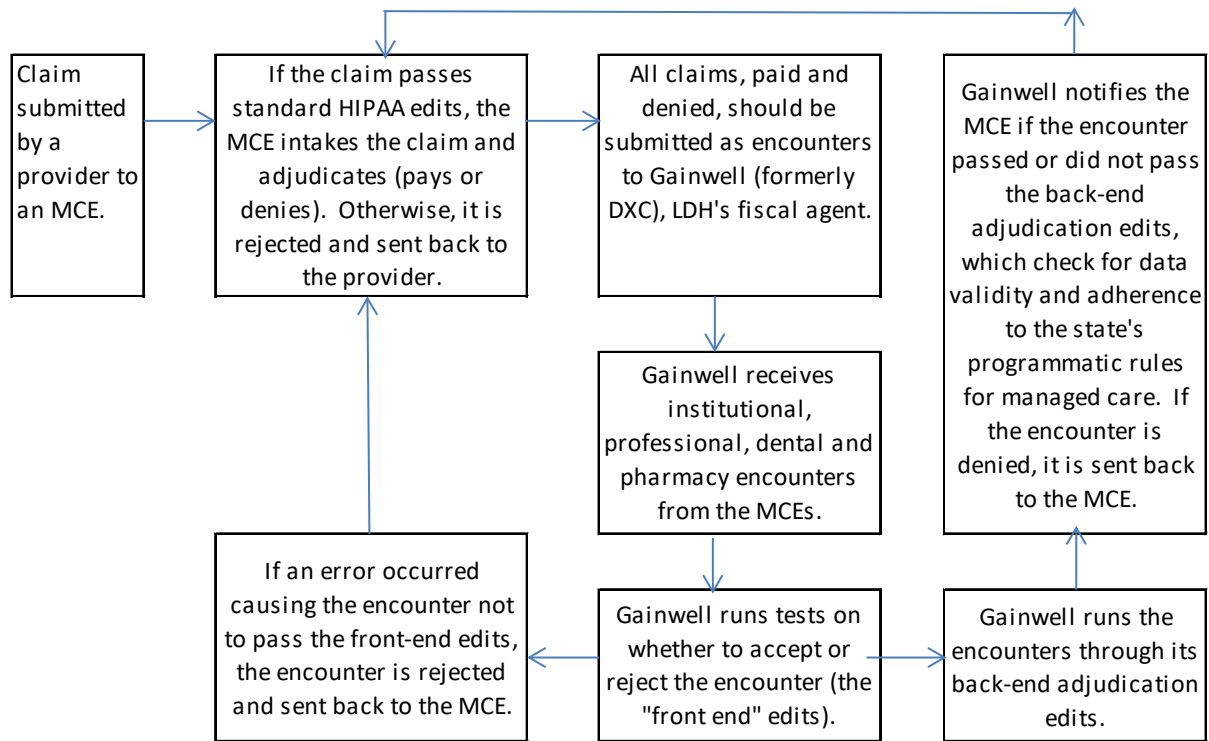 Claim
submitted
by a
provider to
an MCE.
If the claim passes
standard HIPAA edits, the
MCE intakes the claim and
adjudicates (pays or
denies).  Otherwise, it is
rejected and sent back to
the provider.
All claims, paid and
denied, should be
submitted as encounters
to Gainwell (formerly
DXC), LDH's fiscal agent.
Gainwell receives
institutional,
professional, dental and
pharmacy encounters
from the MCEs.
Gainwell runs tests on
whether to accept or
reject the encounter (the
"front end" edits).
If an error occurred
causing the encounter not
to pass the front-end edits,
the encounter is rejected
and sent back to the MCE.
Gainwell runs the
encounters through its
back-end adjudication
edits.
Gainwell notifies the
MCE if the encounter
passed or did not pass
the back-end
adjudication edits,
which check for data
validity and adherence
to the state's
programmatic rules
for managed care.  If
the encounter is
denied, it is sent back
to the MCE.